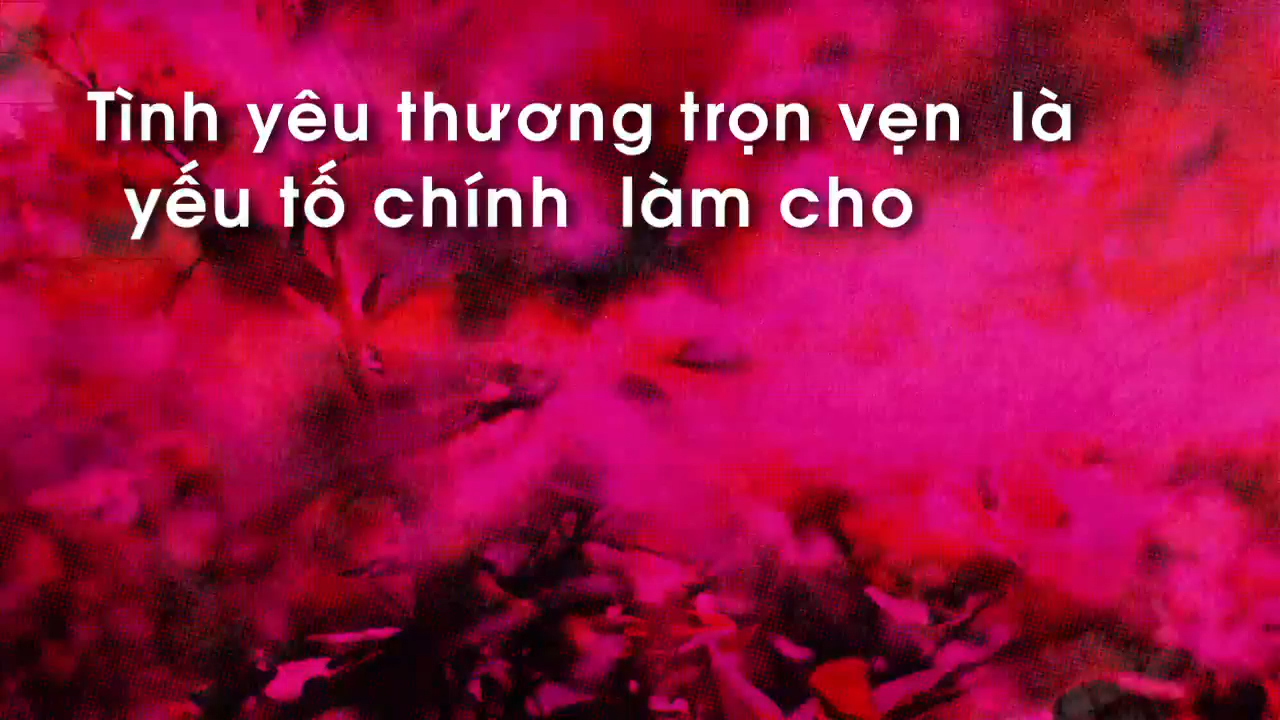 Tình yêu thương trọn vẹn là
yếu tố chính làm cho